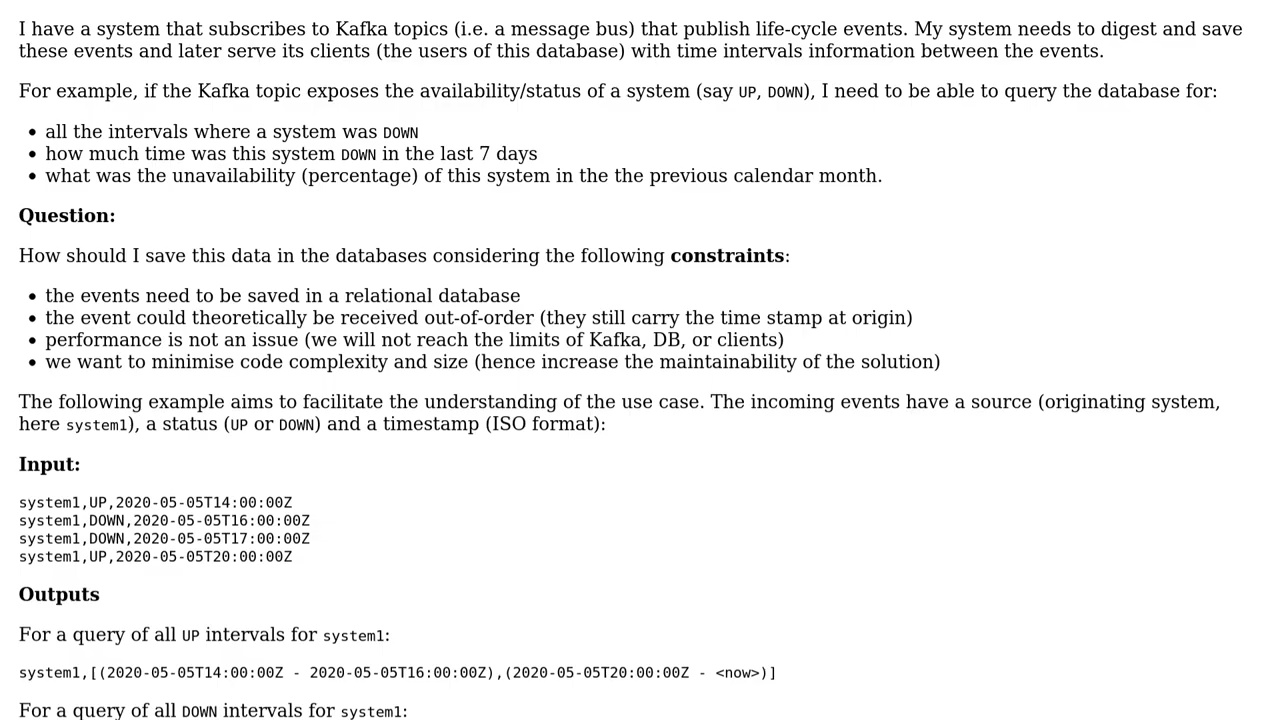 I have a system that subscribes to Kafka topics (i.e. a message bus) that publish life-cycle events. My system needs to digest and save
these events and later serve its clients (the users of this database) with time intervals information between the events.
For example, if the Kafka topic exposes the availability/status of a system (say UP, DOWN), I need to be able to query the database for:
• all the intervals where a system was DOWN
• how much time was this system DOWN in the last 7 days
• what was the unavailability (percentage) of this system in the the previous calendar month.
Question:
How should I save this data in the databases considering the following constraints:
• the events need to be saved in a relational database
• the event could theoretically be received out-of-order (they still carry the time stamp at origin)
• performance is not an issue (we will not reach the limits of Kafka, DB, or clients)
• we want to minimise code complexity and size (hence increase the maintainability of the solution)
The following example aims to facilitate the understanding of the use case. The incoming events have a source (originating system,
here system1), a status (UP or DOWN) and a timestamp (ISO format):
Input:
system1,UP,2020-05-05T14:00:00Z
system1,DOWN,2020-05-05T16:00:00Z
system1,DOWN,2020-05-05T17:00:00Z
system1,UP,2020-05-05T20:00:00Z
Outputs
For a query of all UP intervals for system1:
system1,[(2020-05-05T14:00:00Z - 2020-05-05T16:00:00Z),(2020-05-05T20:00:00Z - <now>)]
For a query of all DOWN intervals for system1: